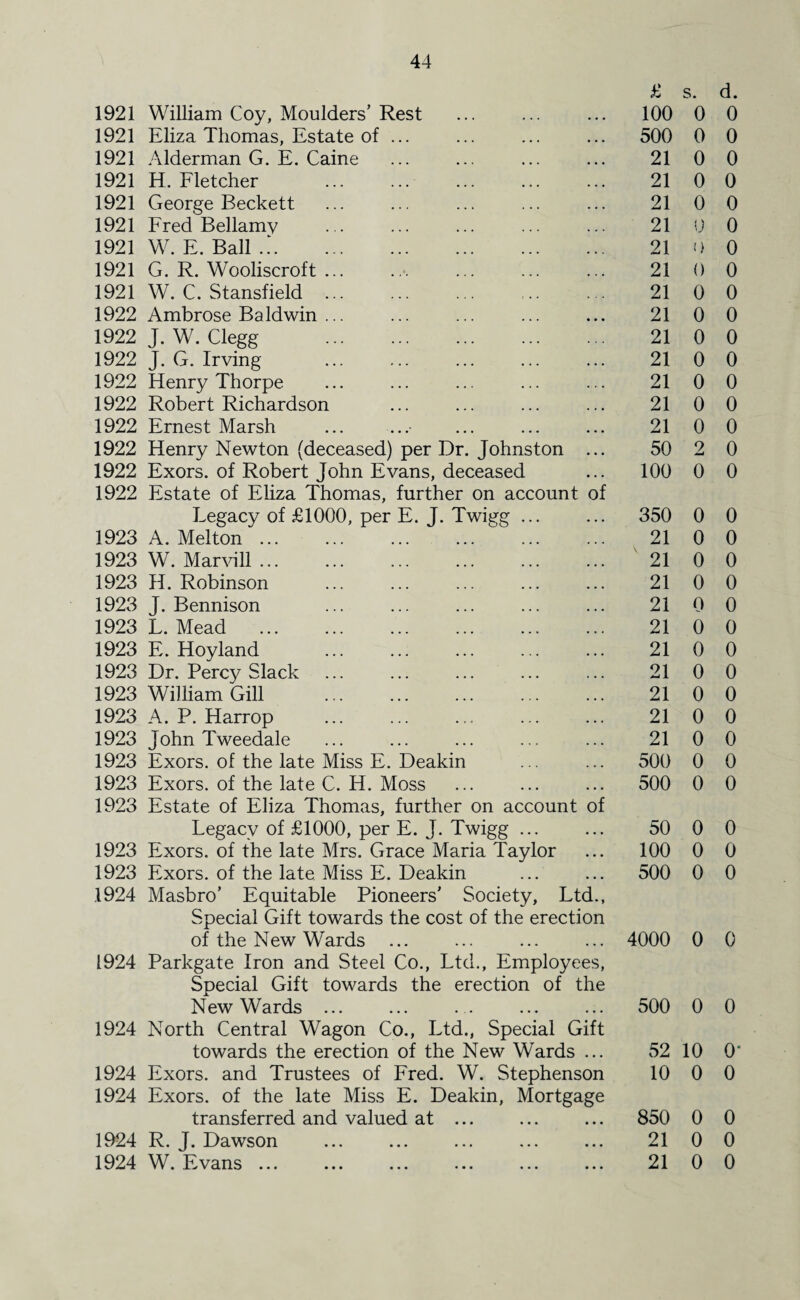 44
£ s. d.
1921 William Coy, Moulders' Rest ... ... ... 100 0 0
1921 Eliza Thomas, Estate of ... ... ... ... 500 0 0
1921 Alderman G. E. Caine ... ... ... ... 21 0 0
1921 H. Fletcher ... ... ... ... ... 21 0 0
1921 George Beckett ... ... ... ... ... 21 0 0
1921 Fred Bellamy ... ... ... ... ... 21 0 0
1921 W. E. Ball ... ... ... ... ... ... 21 0 0
1921 G. R. Wooliscroft ... ... ... ... ... 21 0 0
1921 W. C. Stansfield ... ... ... ... ... 21 0 0
1922 Ambrose Baldwin ... ... ... ... ... 21 0 0
1922 J. W. Clegg ... ... ... ... ... 21 0 0
1922 J. G. Irving ... ... ... ... ... 21 0 0
1922 Henry Thorpe ... ... ... ... ... 21 0 0
1922 Robert Richardson ... ... ... ... 21 0 0
1922 Ernest Marsh ... ... ... ... ... 21 0 0
1922 Henry Newton (deceased) per Dr. Johnston ... 50 2 0
1922 Exors. of Robert John Evans, deceased ... 100 0 0
1922 Estate of Eliza Thomas, further on account of
Legacy of £1000, per E. J. Twigg ... ... 350 0 0
1923 A. Melton ... ... ... ... ... ... 21 0 0
1923 W. Marvill ... ... ... ... ... ... 21 0 0
1923 H. Robinson ... ... ... ... ... 21 0 0
1923 J. Bennison ... ... ... ... ... 21 0 0
1923 L. Mead ... ... ... ... ... ... 21 0 0
1923 E. Hoyland ... ... ... ... ... 21 0 0
1923 Dr. Percy Slack ... ... ... ... ... 21 0 0
1923 William Gill ... ... ... ... ... 21 0 0
1923 A. P. Harrop ... ... ... ... ... 21 0 0
1923 John Tweedale ... ... ... ... ... 21 0 0
1923 Exors. of the late Miss E. Deakin ... ... 500 0 0
1923 Exors. of the late C. H. Moss ... ... ... 500 0 0
1923 Estate of Eliza Thomas, further on account of
Legacy of £1000, per E. J. Twigg ... ... 50 0 0
1923 Exors. of the late Mrs. Grace Maria Taylor ... 100 0 0
1923 Exors. of the late Miss E. Deakin ... ... 500 0 0
1924 Masbro' Equitable Pioneers' Society, Ltd.,
Special Gift towards the cost of the erection
of the New Wards ... ... ... ... 4000 0 0
1924 Parkgate Iron and Steel Co., Ltd., Employees,
Special Gift towards the erection of the
New Wards ... ... ... ... ... 500 0 0
1924 North Central Wagon Co., Ltd., Special Gift
towards the erection of the New Wards ... 52 10 0
1924 Exors. and Trustees of Fred. W. Stephenson 10 0 0
1924 Exors. of the late Miss E. Deakin, Mortgage
transferred and valued at ... ... ... 850 0 0
1924 R. J. Dawson ... ... ... ... ... 21 0 0
1924 W. Evans ... ... ... ... ... ... 21 0 0